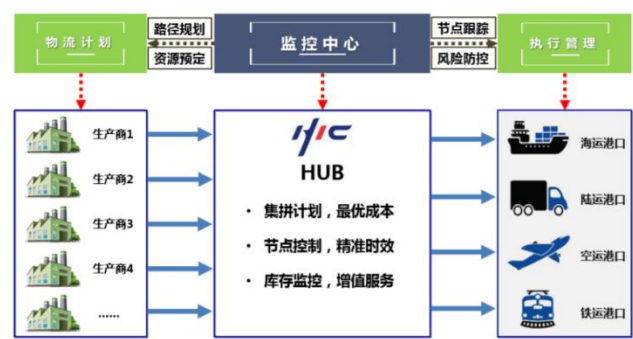 物流计划
路径规划
资源预定
监控中心
节点跟踪
风险防控
执行管理
生产商1
生产商2
生产商3
生产商4
……
HIC
HUB
• 集拼计划，最优成本
• 节点控制，精准时效
• 库存监控，增值服务
海运港口
陆运港口
空运港口
铁运港口